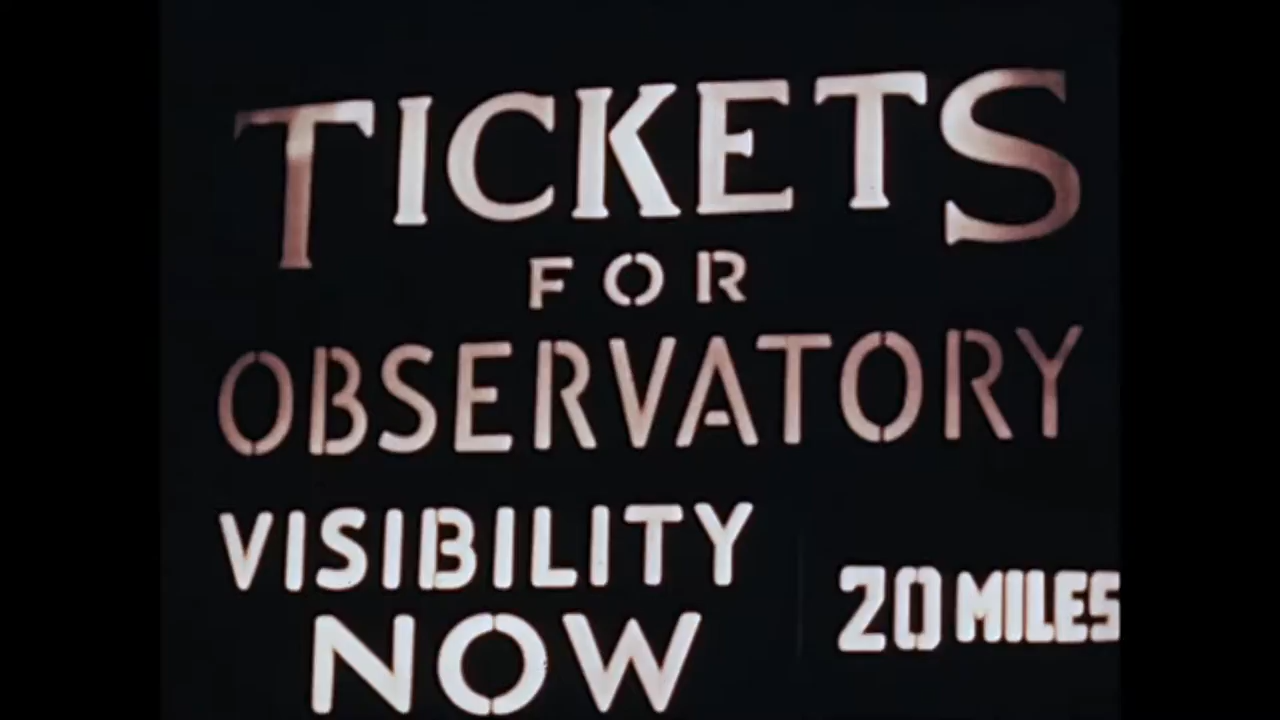 TICKETS
FOR
OBSERVATORY
VISIBILITY
NOW
20 MILES